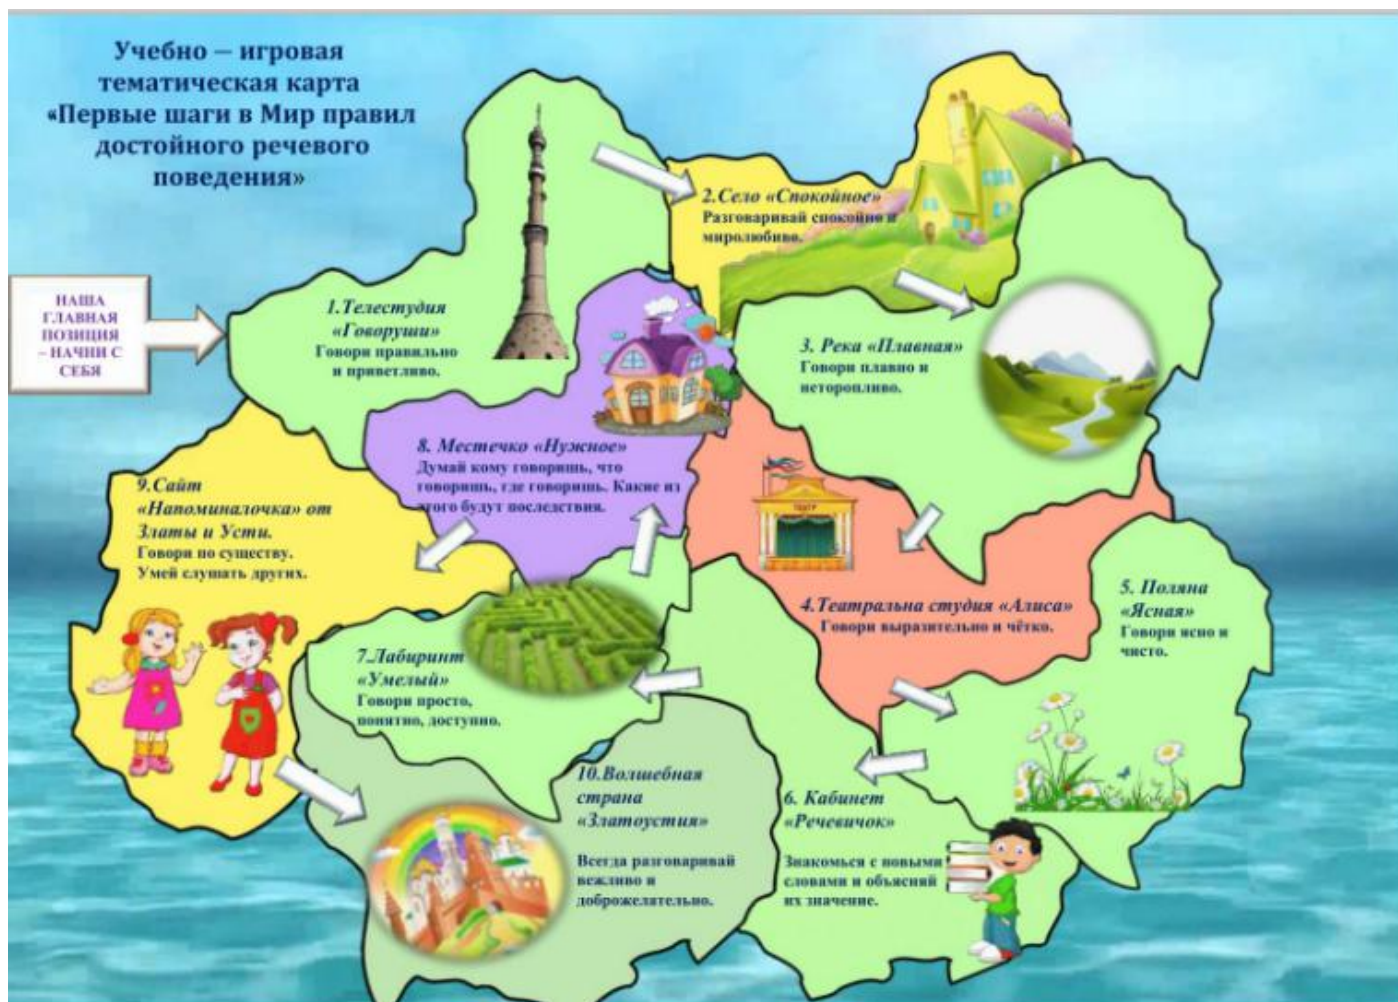 Учебно – игровая
тематическая карта
«Первые шаги в Мир правил
достойного речевого
поведения»
НАША
ГЛАВНАЯ
ПОЗИЦИЯ
– НАЧНИ С
СЕБЯ
1.Телестудия
«Говоруши»
Говори правильно
и приветливо.
2.Село «Спокойное»
Разговаривай спокойно и
миролюбиво.
3. Река «Плавная»
Говори плавно и
неторопливо.
ТЕАТР
4.Театральна студия «Алиса»
Говори выразительно и чётко.
5. Поляна
«Ясная»
Говори ясно и
чисто.
6. Кабинет
«Речевичок»
Знакомься с новыми
словами и объясняй
их значение.
7.Лабиринт
«Умелый»
Говори просто,
понятно, доступно.
8. Местечко «Нужное»
Думай кому говоришь, что
говоришь, где говоришь. Какие из
этого будут последствия.
9.Сайт
«Напоминалочка» от
Златы и Усти.
Говори по существу.
Умей слушать других.
10.Волшебная
страна
«Златоустия»
Всегда разговаривай
вежливо и
доброжелательно.